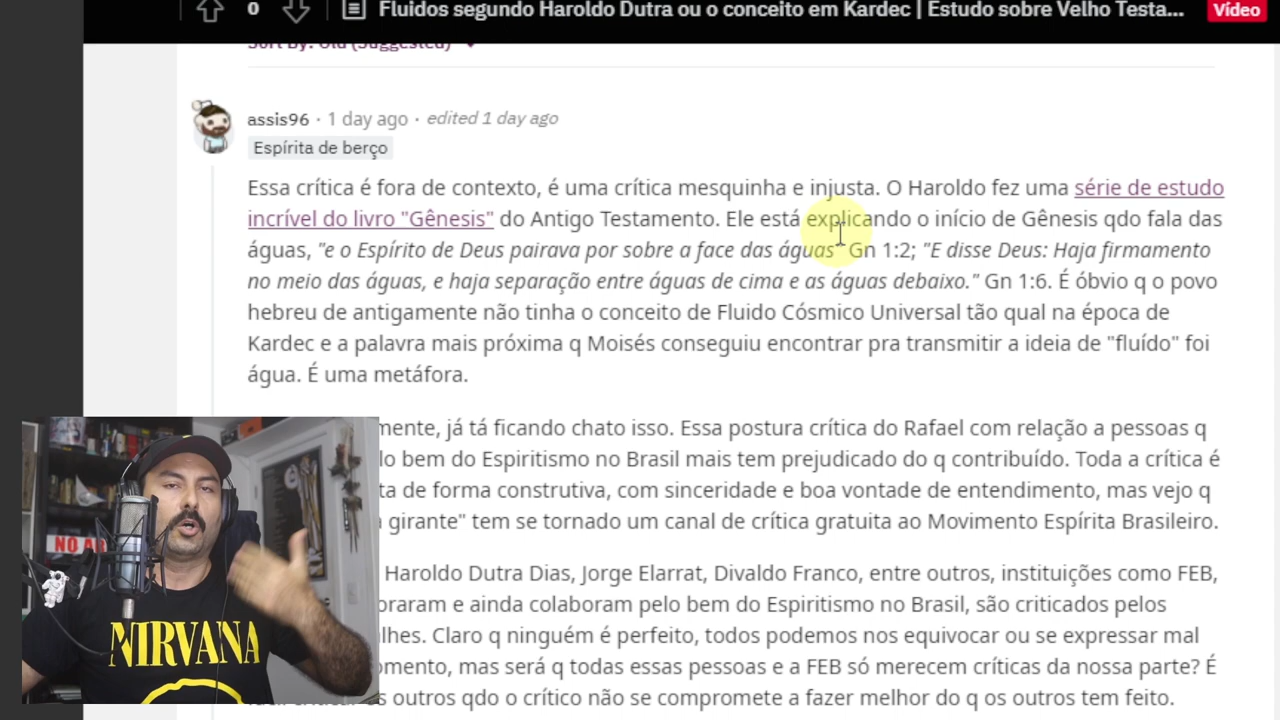 0
Fluidos segundo Haroldo Dutra ou o conceito em Kardec | Estudo sobre Velho Testa...
Vídeo
Sort By: Old (Suggested)
assis96 · 1 day ago · edited 1 day ago
Espírita de berço
Essa crítica é fora de contexto, é uma crítica mesquinha e injusta. O Haroldo fez uma série de estudo
incrível do livro "Gênesis" do Antigo Testamento. Ele está explicando o início de Gênesis qdo fala das
águas, "e o Espírito de Deus pairava por sobre a face das águas" Gn 1:2; "E disse Deus: Haja firmamento
no meio das águas, e haja separação entre águas de cima e as águas debaixo." Gn 1:6. É óbvio q o povo
hebreu de antigamente não tinha o conceito de Fluido Cósmico Universal tão qual na época de
Kardec e a palavra mais próxima q Moisés conseguiu encontrar pra transmitir a ideia de "fluído" foi
água. É uma metáfora.
mente, já tá ficando chato isso. Essa postura crítica do Rafael com relação a pessoas q
lo bem do Espiritismo no Brasil mais tem prejudicado do q contribuído. Toda a crítica é
ta de forma construtiva, com sinceridade e boa vontade de entendimento, mas vejo q
girante" tem se tornado um canal de crítica gratuita ao Movimento Espírita Brasileiro.
Haroldo Dutra Dias, Jorge Elarrat, Divaldo Franco, entre outros, instituições como FEB,
oraram e ainda colaboram pelo bem do Espiritismo no Brasil, são criticados pelos
lhes. Claro q ninguém é perfeito, todos podemos nos equivocar ou se expressar mal
omento, mas será q todas essas pessoas e a FEB só merecem críticas da nossa parte? É
s outros qdo o crítico não se compromete a fazer melhor do q os outros tem feito.
NO AR
NIRVANA